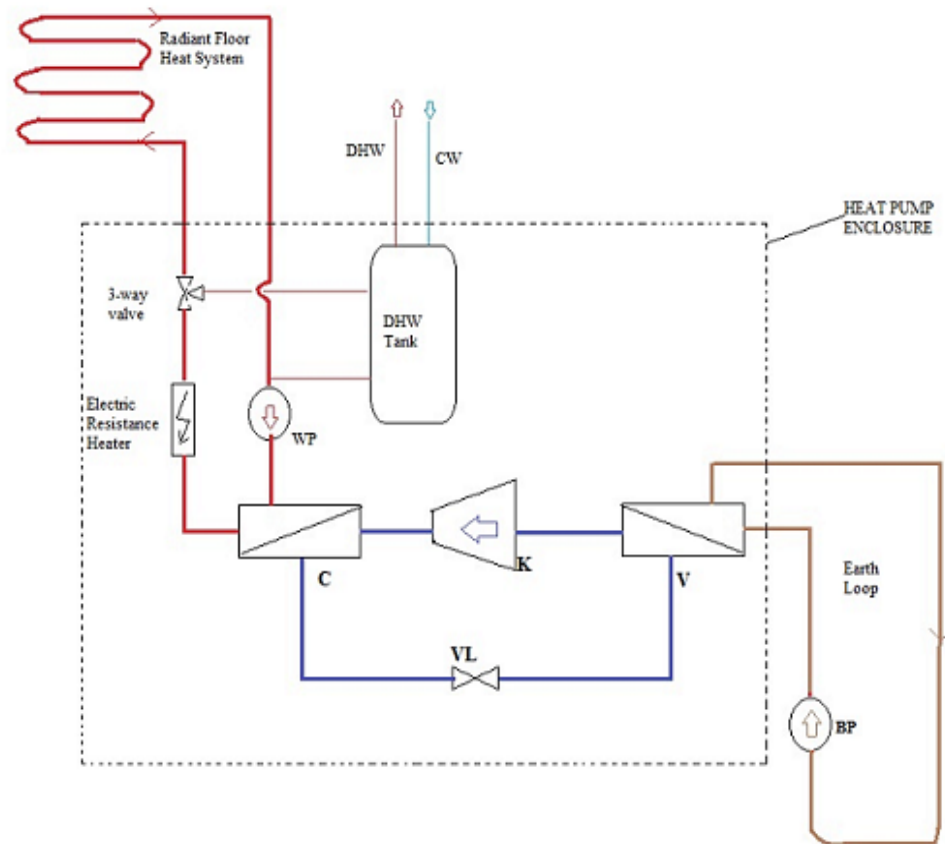 Radiant Floor
Heat System
DHW
CW
HEAT PUMP
ENCLOSURE
3-way
valve
DHW
Tank
Electric
Resistance
Heater
WP
K
C
V
Earth
Loop
VL
BP